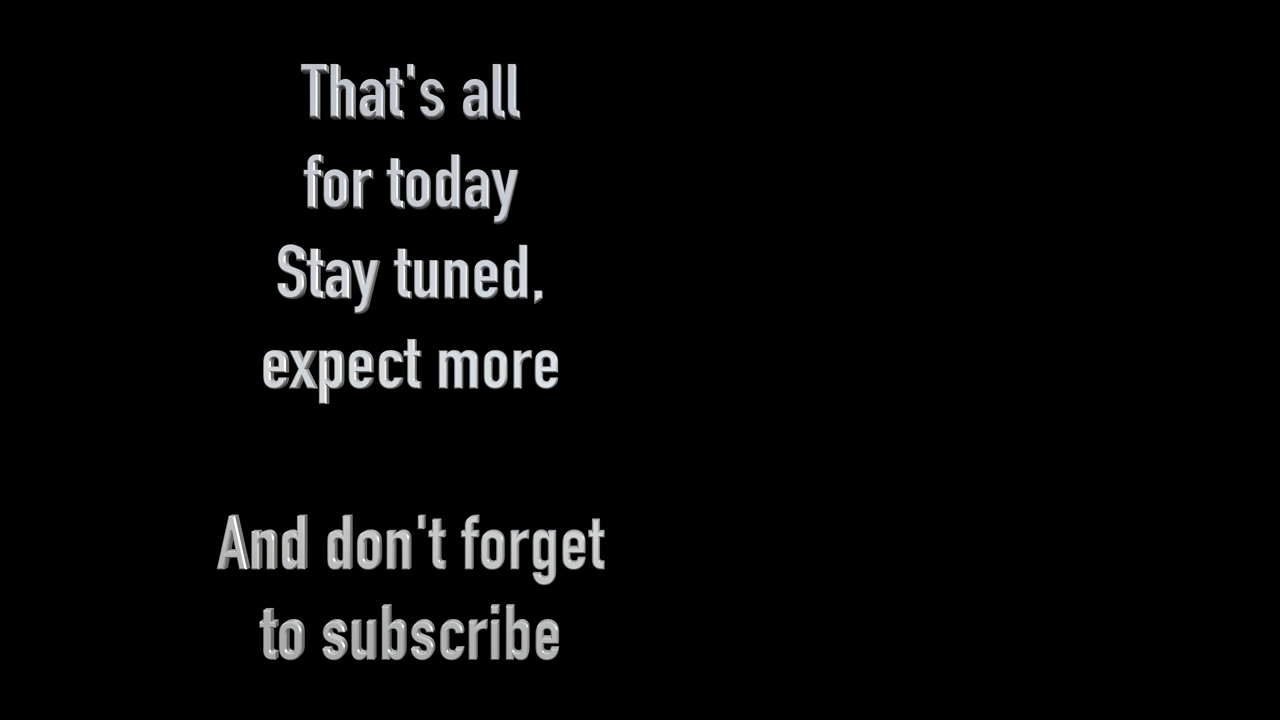 That's all
for today
Stay tuned,
expect more
And don't forget
to subscribe